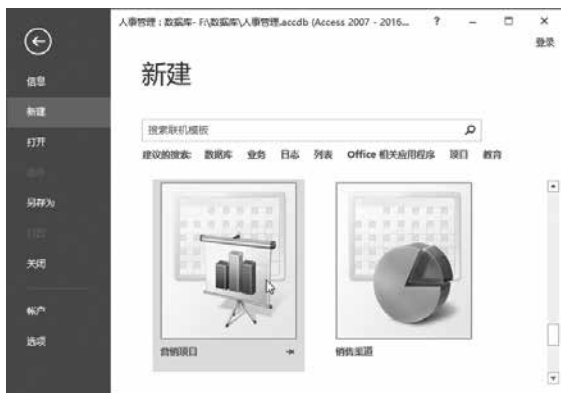 人事管理 : 数据库- F:\数据库\人事管理.accdb (Access 2007 - 2016... ?
登录
信息
新建
打开
另存为
关闭
帐户
选项
新建
搜索联机模板
建议的搜索: 数据库 业务 日志 列表 Office 相关应用程序 项目 教育
营销项目
销售渠道